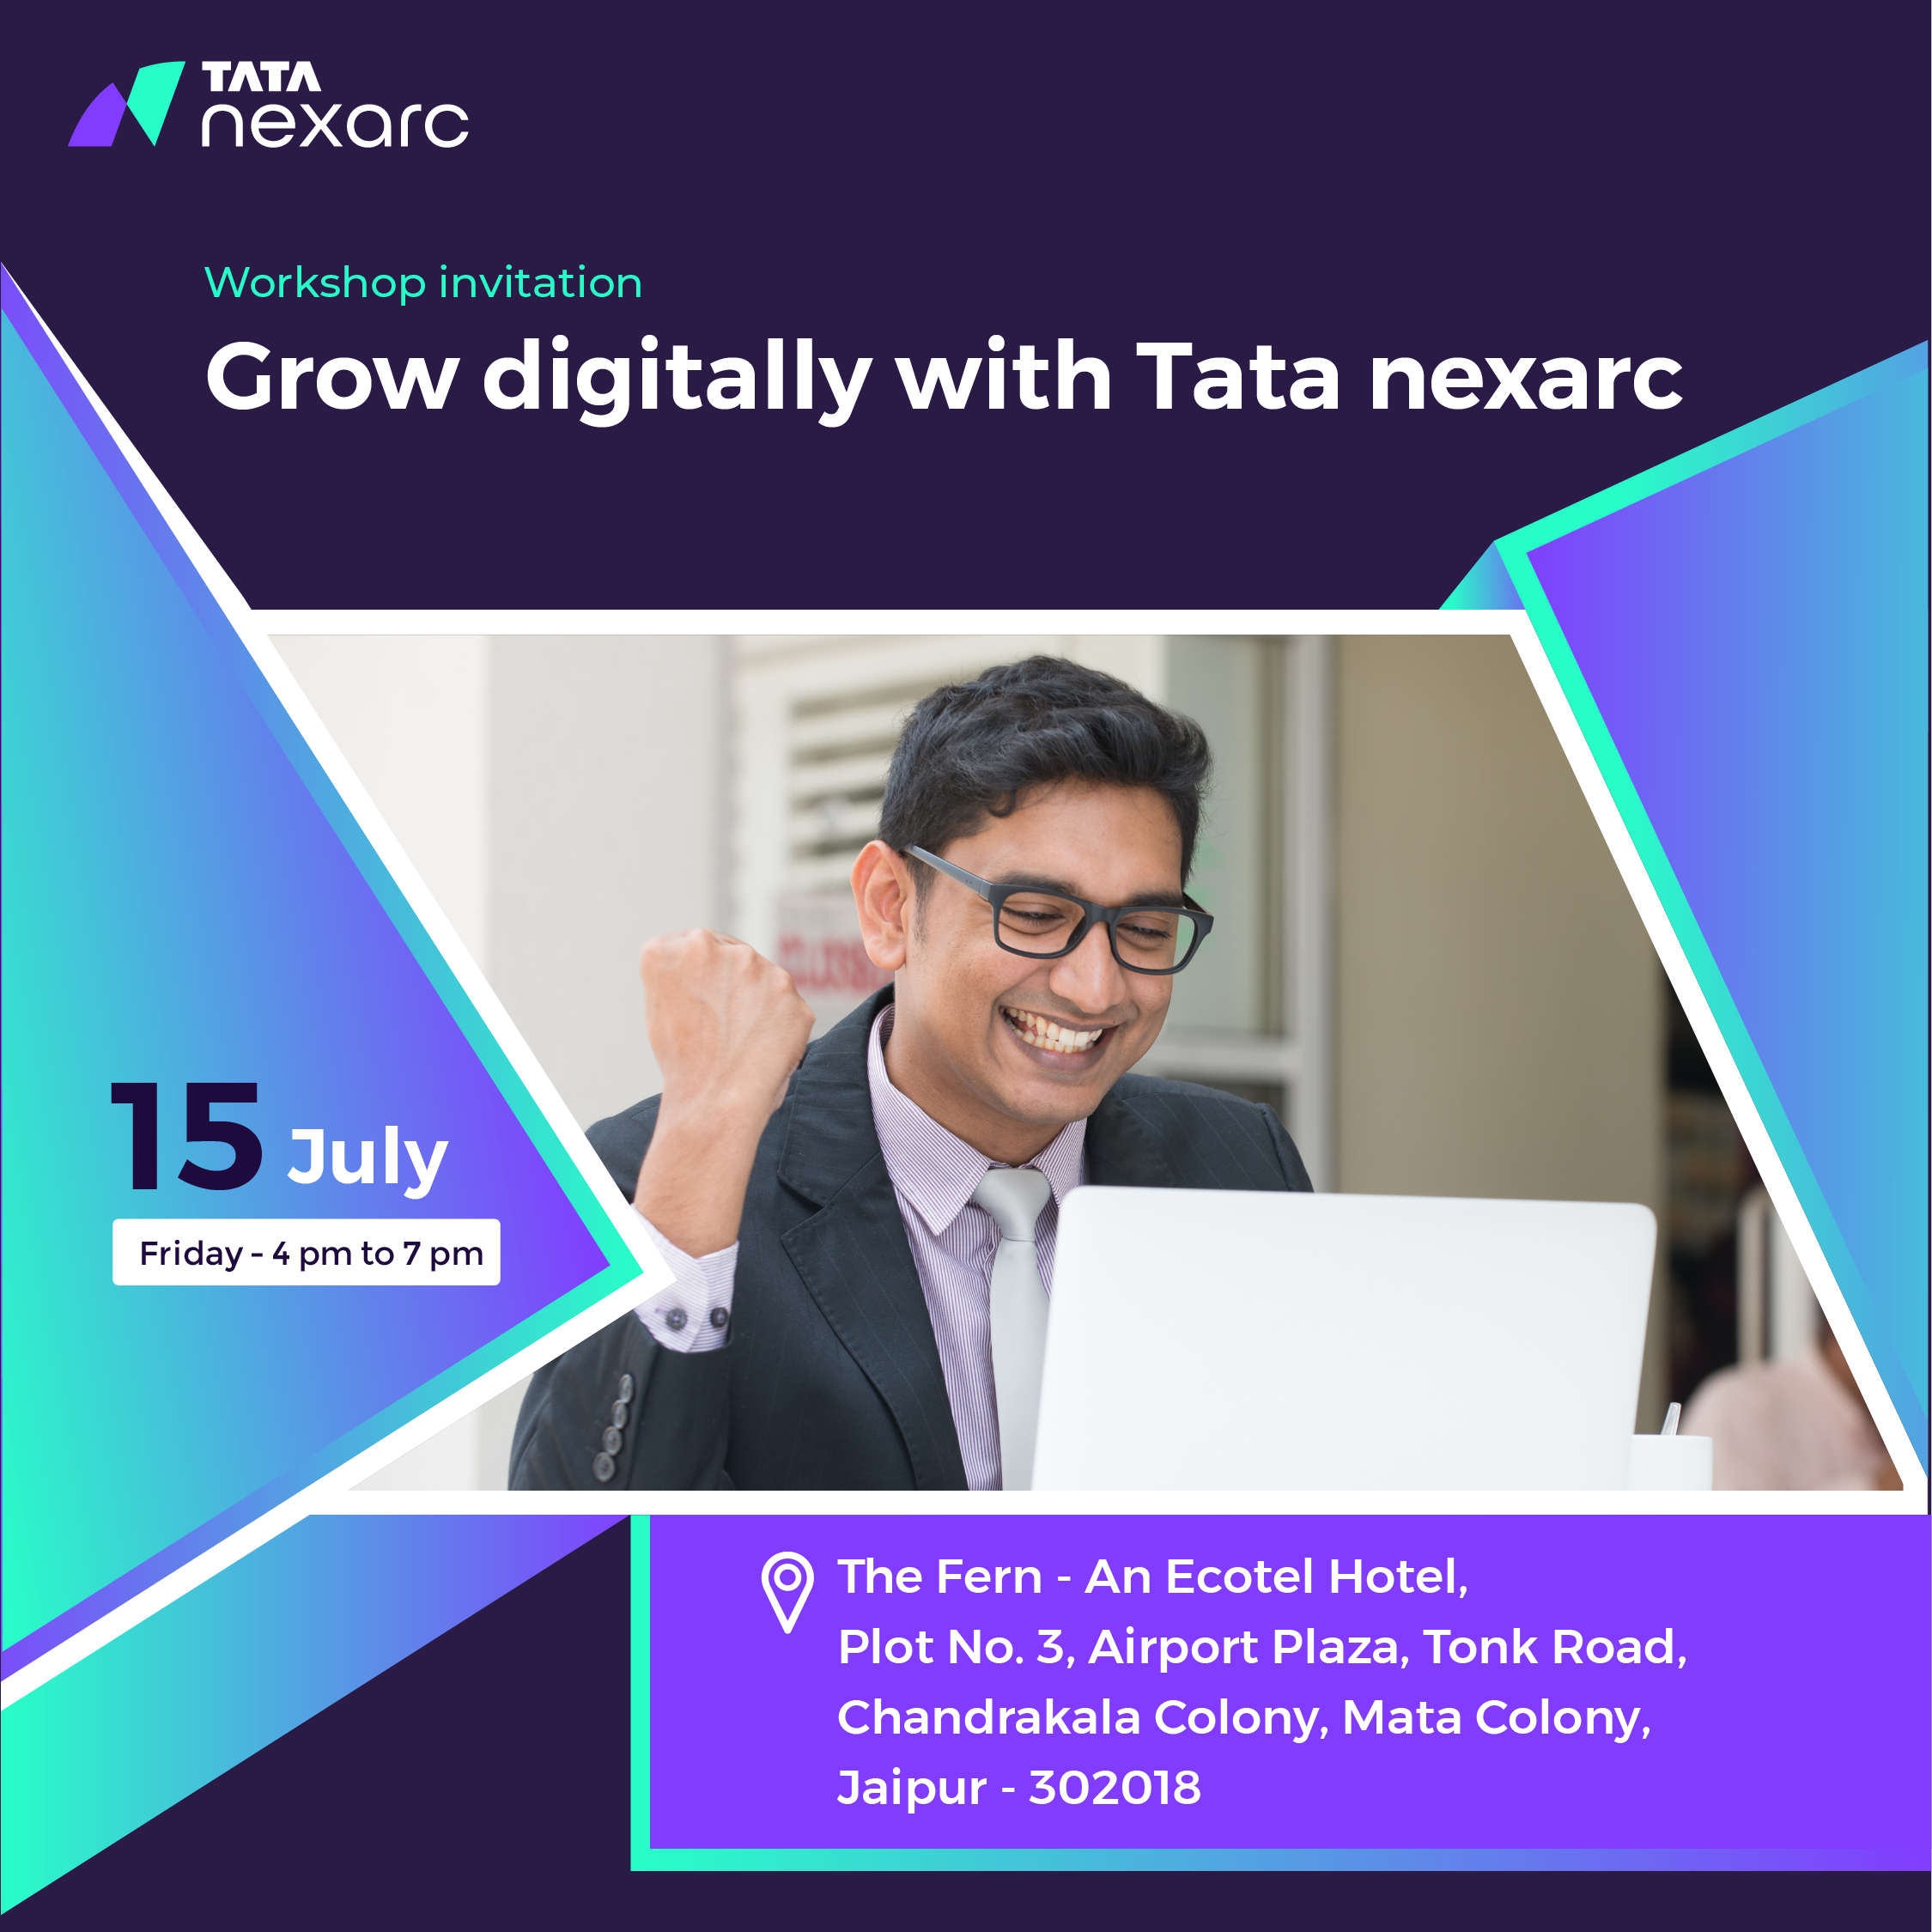 TATA
nexarc
Workshop invitation
Grow digitally with Tata nexarc
15 July
Friday - 4 pm to 7 pm
The Fern - An Ecotel Hotel,
Plot No. 3, Airport Plaza, Tonk Road,
Chandrakala Colony, Mata Colony,
Jaipur - 302018